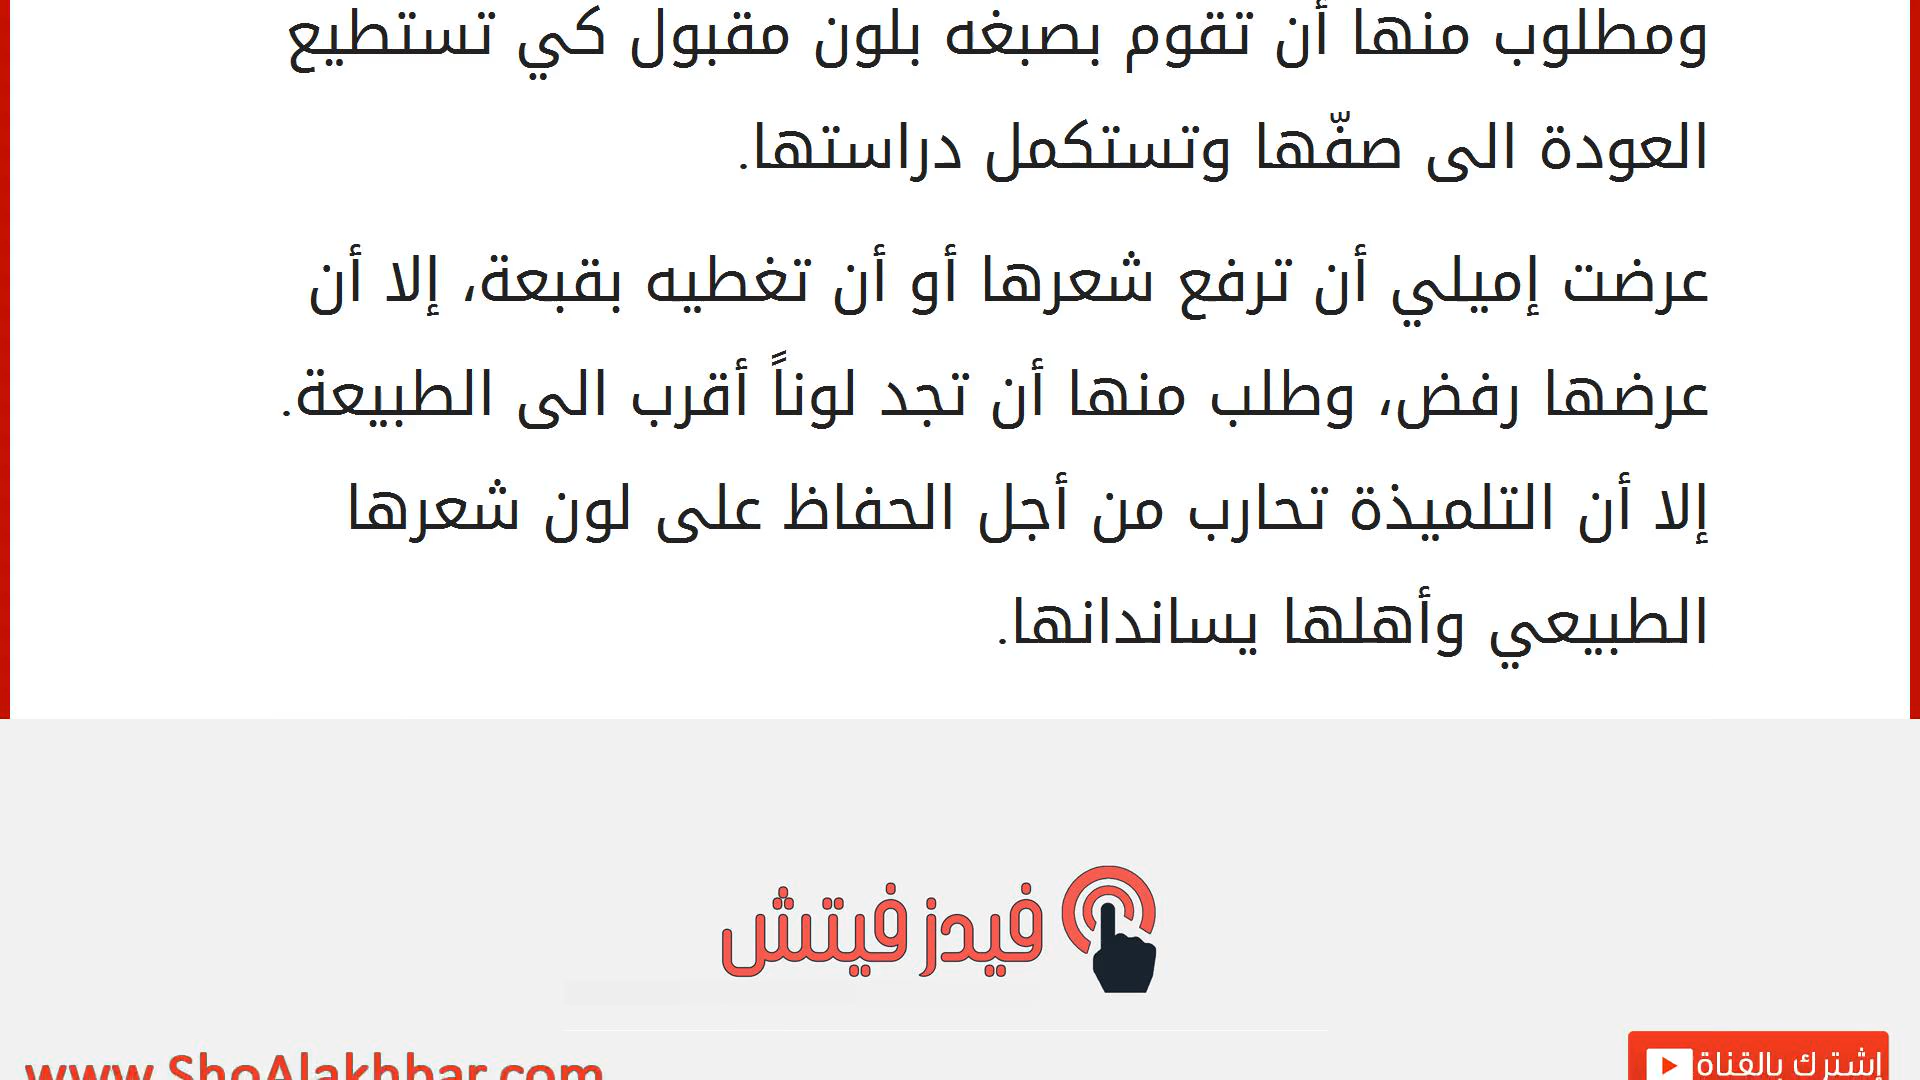 ومطلوب منها أن تقوم بصبغه بلون مقبول كي تستطيع
العودة الى صفّها وتستكمل دراستها.
عرضت إميلي أن ترفع شعرها أو أن تغطيه بقبعة، إلا أن
عرضها رفض، وطلب منها أن تجد لوناً أقرب الى الطبيعة.
إلا أن التلميذة تحارب من أجل الحفاظ على لون شعرها
الطبيعي وأهلها يساندانها.
فيدز فيتش
www.ShoAlakhbar.com
إشترك بالقناة